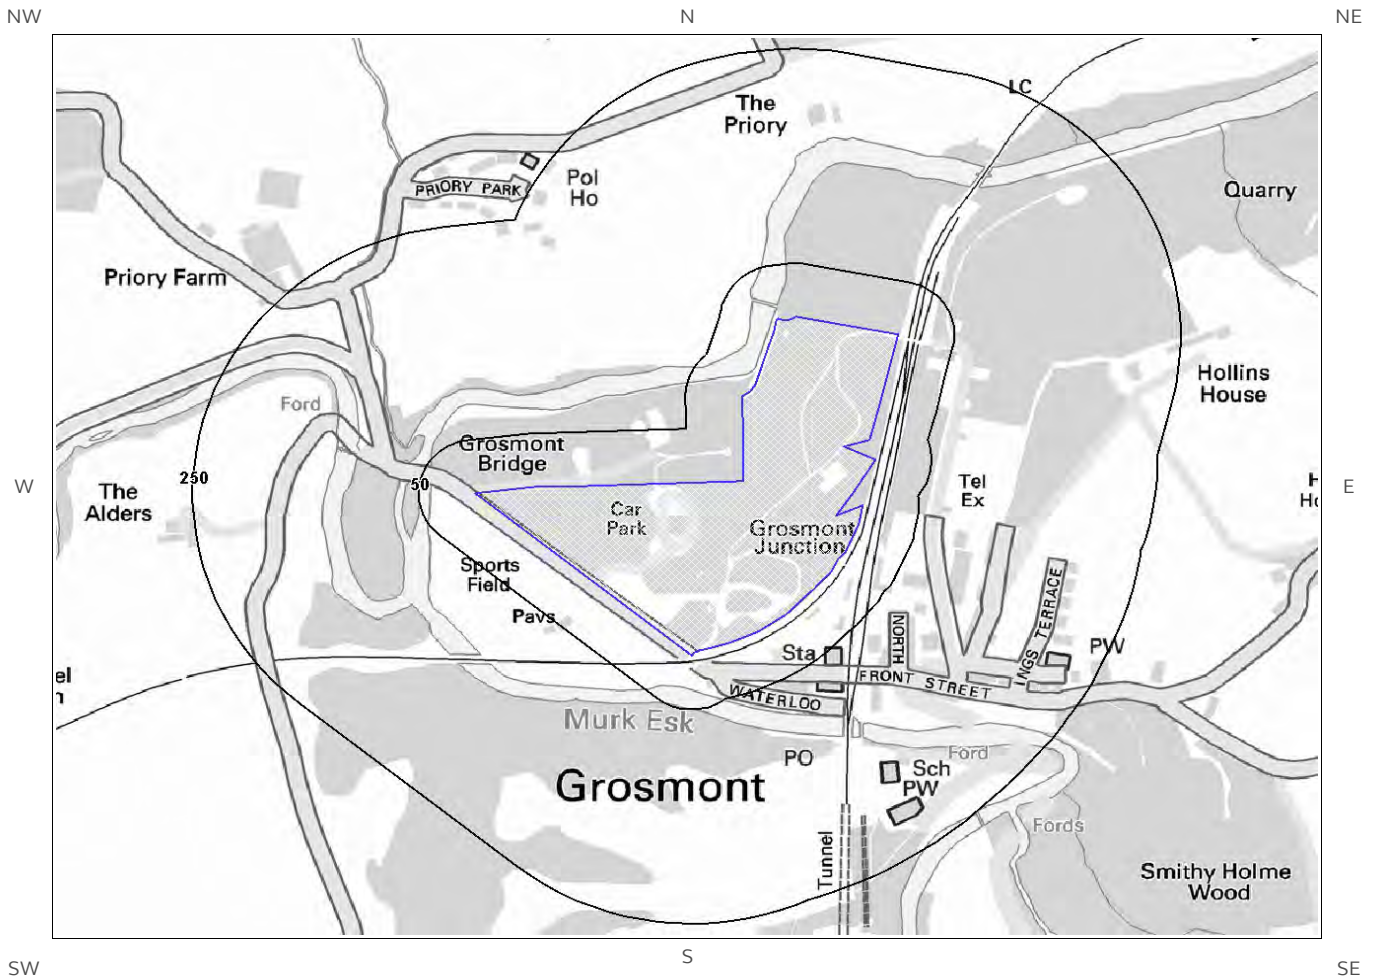 NW
N
NE
LC
The
Priory
Pol
Ho
PRIORY PARK
Quarry
Priory Farm
Hollins
House
Ford
Grosmont
Bridge
250
50
W
E
The
Alders
Tel
Ex
H
Car
Park
Grosmont
Junction
Sports
Field
Pavs
NORTH
INGS TERRACE
Sta
PW
FRONT STREET
WATERLOO
el
Murk Esk
PO
Ford
Sch
PW
Grosmont
Fords
Tunnel
Smithy Holme
Wood
SW
S
SE